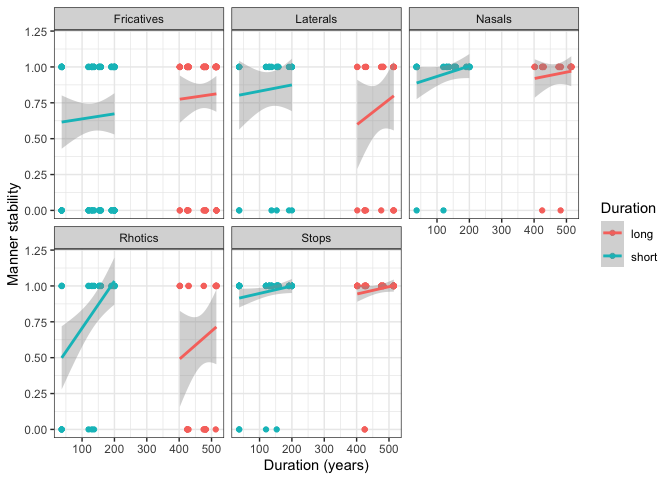 Fricatives Laterals Nasals
1.25
1.00
0.75
0.50
0.25
0.00
100 200 300 400 500
Rhotics Stops
1.25
1.00
0.75
0.50
0.25
0.00
100 200 300 400 500 100 200 300 400 500
Duration (years)
Manner stability
Duration
long
short